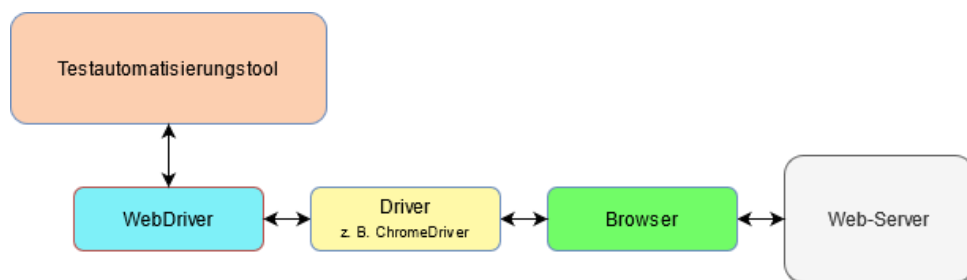 Testautomatisierungstool
WebDriver
Driver
z. B. ChromeDriver
Browser
Web-Server